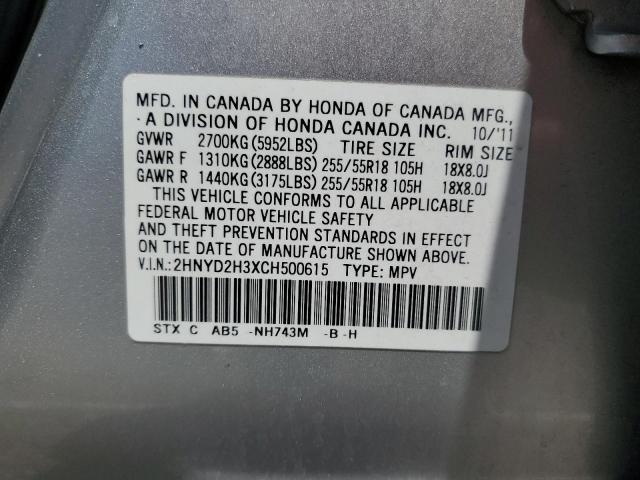 MFD. IN CANADA BY HONDA OF CANADA MFG.,
A DIVISION OF HONDA CANADA INC. 10/'11
GVWR 2700KG(5952LBS) TIRE SIZE RIM SIZE
GAWR F 1310KG(2888LBS) 255/55R18 105H 18X8.0J
GAWR R 1440KG(3175LBS) 255/55R18 105H 18X8.0J
THIS VEHICLE CONFORMS TO ALL APPLICABLE
FEDERAL MOTOR VEHICLE SAFETY
AND THEFT PREVENTION STANDARDS IN EFFECT
ON THE DATE OF MANUFACTURE SHOWN ABOVE.
V.I.N.:2HNYD2H3XCH500615 TYPE: MPV
STX C AB5 -NH743M -B-H